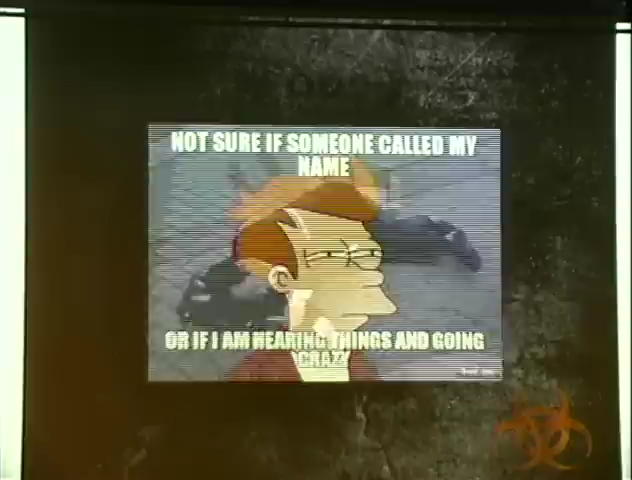 NOT SURE IF SOMEONE CALLED MY
NAME
OR IF I AM HEARING THINGS AND GOING
CRAZY